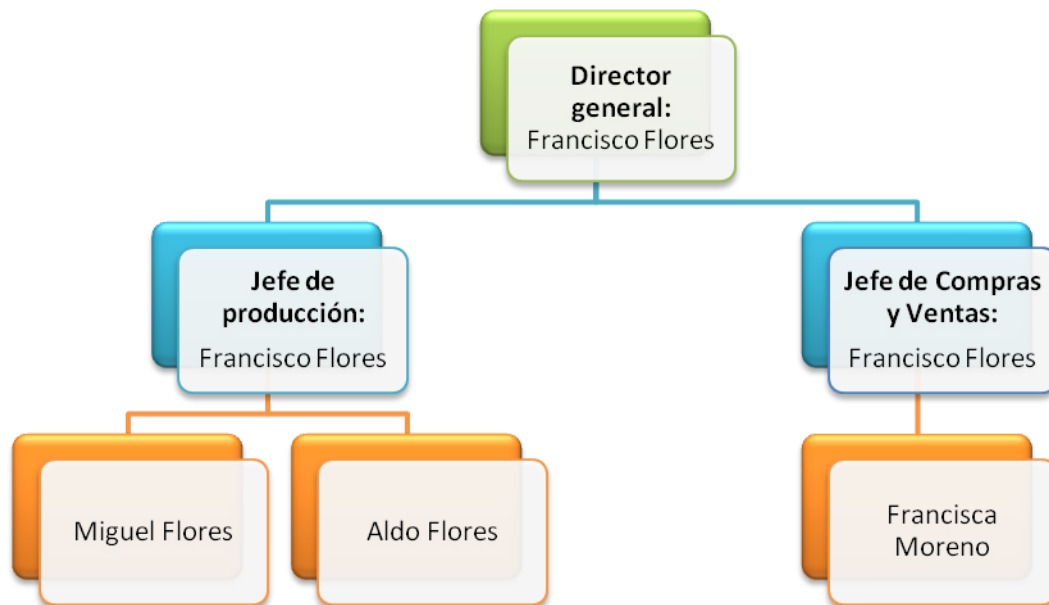 Director
general:
Francisco Flores
Jefe de
producción:
Francisco Flores
Jefe de Compras
y Ventas:
Francisco Flores
Miguel Flores
Aldo Flores
Francisca
Moreno